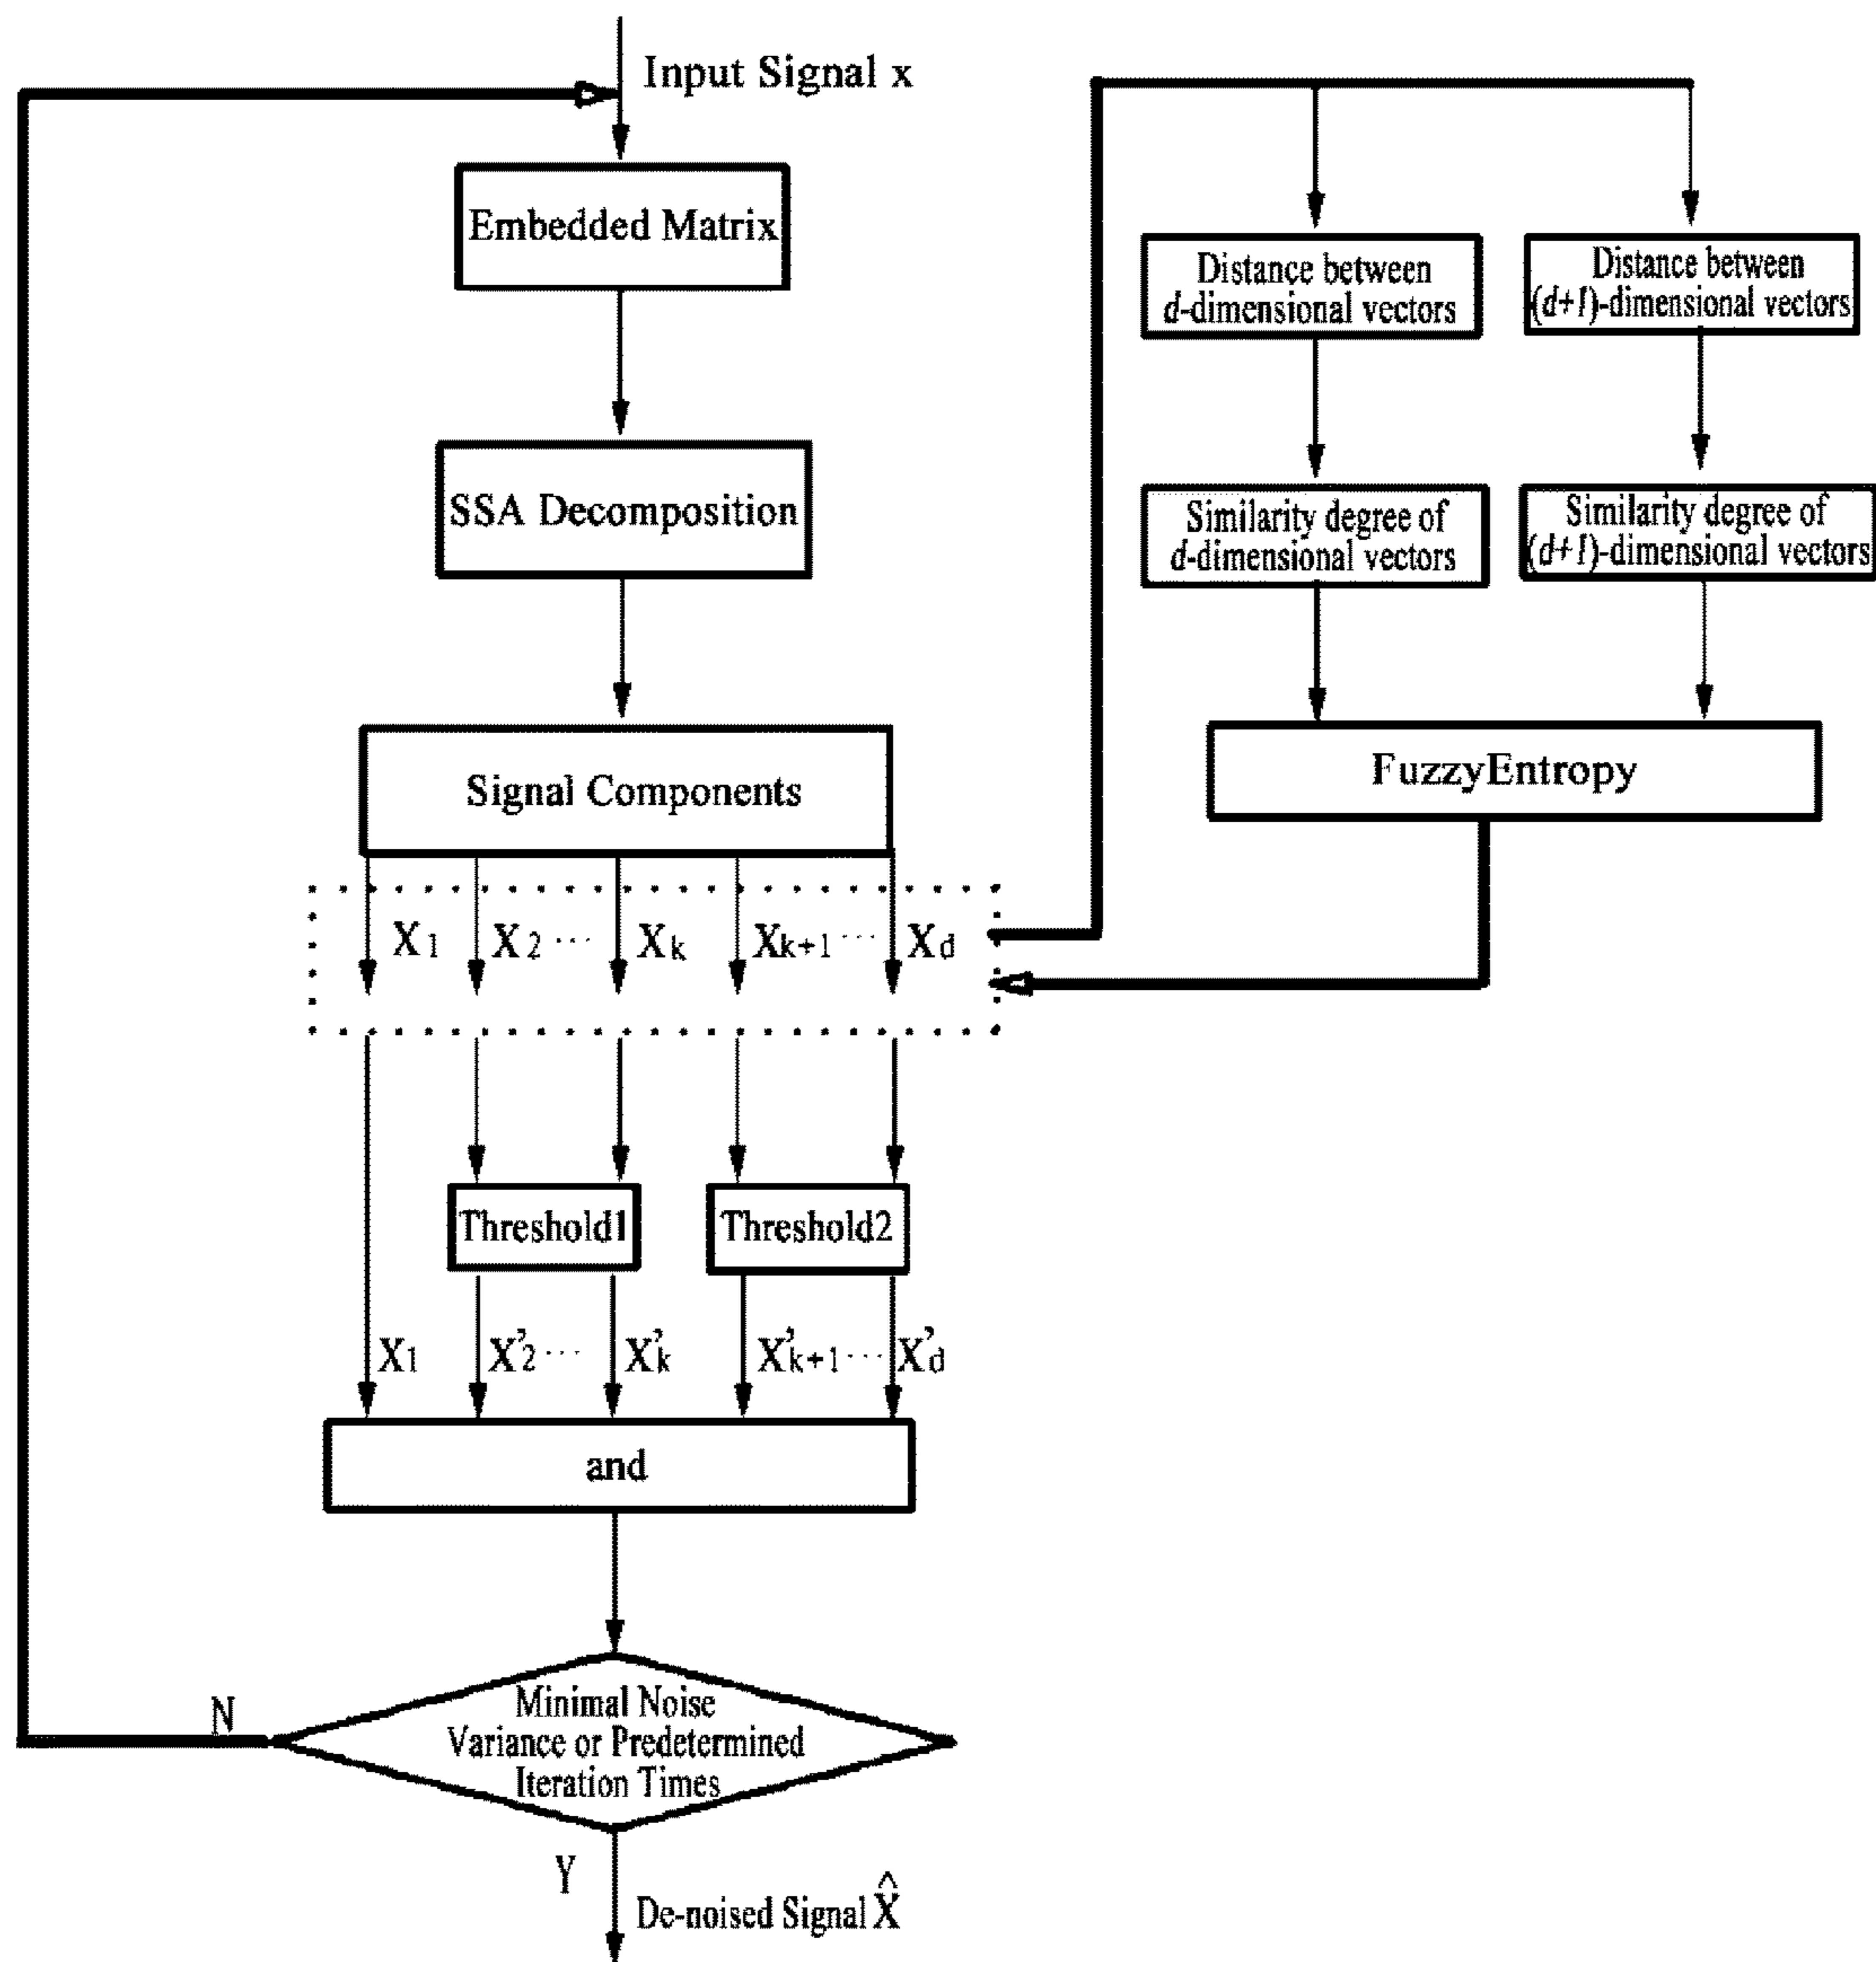 Input Signal x
Embedded Matrix
SSA Decomposition
Signal Components
X1 X2 ... Xk Xk+1 ... Xd
Threshold1
Threshold2
X1 X'2 ... X'k X'k+1 ... X'd
and
N
Minimal Noise
Variance or Predetermined
Iteration Times
Y
De-noised Signal X̂
Distance between
d-dimensional vectors
Distance between
(d+1)-dimensional vectors
Similarity degree of
d-dimensional vectors
Similarity degree of
(d+1)-dimensional vectors
FuzzyEntropy